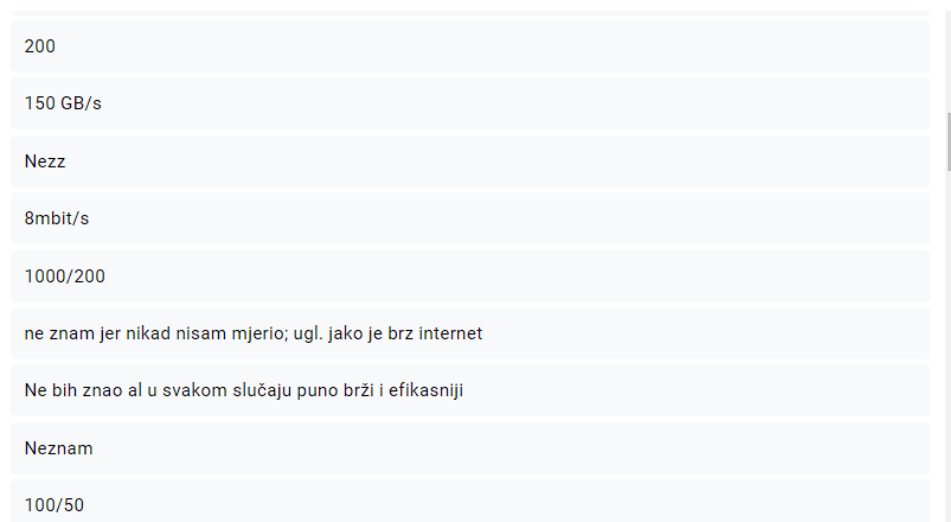 200
150 GB/s
Nezz
8mbit/s
1000/200
ne znam jer nikad nisam mjerio; ugl. jako je brz internet
Ne bih znao al u svakom slučaju puno brži i efikasniji
Neznam
100/50